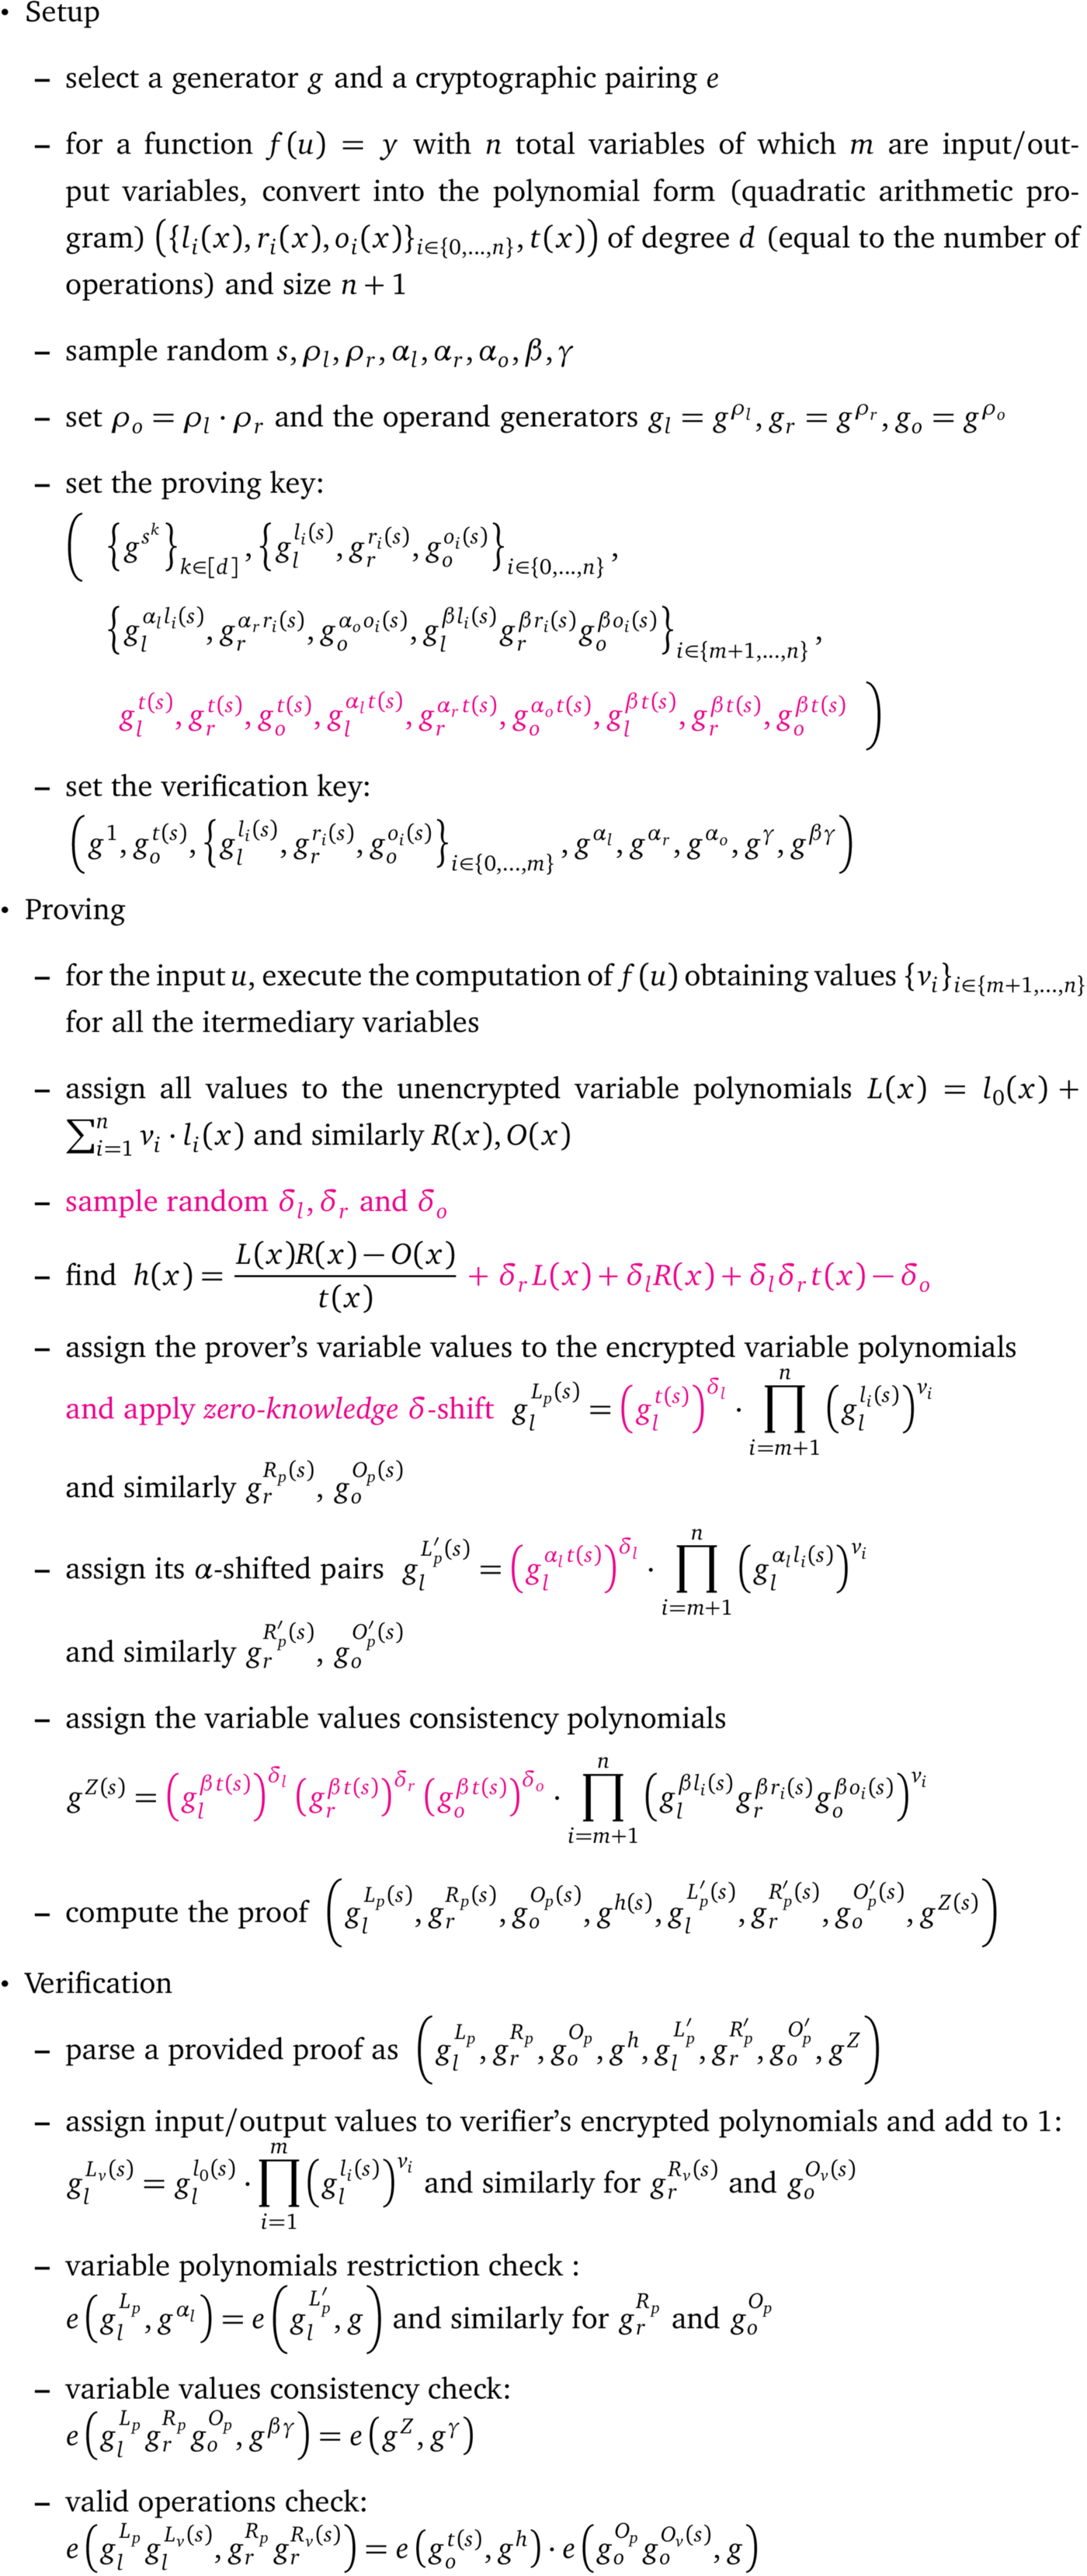 • Setup
– select a generator g and a cryptographic pairing e
– for a function f(u) = y with n total variables of which m are input/out-
put variables, convert into the polynomial form (quadratic arithmetic pro-
gram) ({l_i(x), r_i(x), o_i(x)}_{i∈{0,...,n}}, t(x)) of degree d (equal to the number of
operations) and size n + 1
– sample random s, ρ_l, ρ_r, α_l, α_r, α_o, β, γ
– set ρ_o = ρ_l · ρ_r and the operand generators g_l = g^{ρ_l}, g_r = g^{ρ_r}, g_o = g^{ρ_o}
– set the proving key:
( {g^{s^k}}_{k∈[d]}, {g_l^{l_i(s)}, g_r^{r_i(s)}, g_o^{o_i(s)}}_{i∈{0,...,n}},
{g_l^{α_l l_i(s)}, g_r^{α_r r_i(s)}, g_o^{α_o o_i(s)}, g_l^{β l_i(s)} g_r^{β r_i(s)} g_o^{β o_i(s)}}_{i∈{m+1,...,n}},
g_l^{t(s)}, g_r^{t(s)}, g_o^{t(s)}, g_l^{α_l t(s)}, g_r^{α_r t(s)}, g_o^{α_o t(s)}, g_l^{β t(s)}, g_r^{β t(s)}, g_o^{β t(s)} )
– set the verification key:
(g^1, g_o^{t(s)}, {g_l^{l_i(s)}, g_r^{r_i(s)}, g_o^{o_i(s)}}_{i∈{0,...,m}}, g^{α_l}, g^{α_r}, g^{α_o}, g^γ, g^{βγ})
• Proving
– for the input u, execute the computation of f(u) obtaining values {v_i}_{i∈{m+1,...,n}}
for all the itermediary variables
– assign all values to the unencrypted variable polynomials L(x) = l_0(x) +
∑_{i=1}^{n} v_i · l_i(x) and similarly R(x), O(x)
– sample random δ_l, δ_r and δ_o
– find h(x) = \frac{L(x)R(x) − O(x)}{t(x)} + δ_r L(x) + δ_l R(x) + δ_l δ_r t(x) − δ_o
– assign the prover's variable values to the encrypted variable polynomials
and apply zero-knowledge δ-shift g_l^{L_p(s)} = (g_l^{t(s)})^{δ_l} · ∏_{i=m+1}^{n} (g_l^{l_i(s)})^{v_i}
and similarly g_r^{R_p(s)}, g_o^{O_p(s)}
– assign its α-shifted pairs g_l^{L'_p(s)} = (g_l^{α_l t(s)})^{δ_l} · ∏_{i=m+1}^{n} (g_l^{α_l l_i(s)})^{v_i}
and similarly g_r^{R'_p(s)}, g_o^{O'_p(s)}
– assign the variable values consistency polynomials
g^{Z(s)} = (g_l^{β t(s)})^{δ_l} (g_r^{β t(s)})^{δ_r} (g_o^{β t(s)})^{δ_o} · ∏_{i=m+1}^{n} (g_l^{β l_i(s)} g_r^{β r_i(s)} g_o^{β o_i(s)})^{v_i}
– compute the proof (g_l^{L_p(s)}, g_r^{R_p(s)}, g_o^{O_p(s)}, g^{h(s)}, g_l^{L'_p(s)}, g_r^{R'_p(s)}, g_o^{O'_p(s)}, g^{Z(s)})
• Verification
– parse a provided proof as (g_l^{L_p}, g_r^{R_p}, g_o^{O_p}, g^h, g_l^{L'_p}, g_r^{R'_p}, g_o^{O'_p}, g^Z)
– assign input/output values to verifier's encrypted polynomials and add to 1:
g_l^{L_v(s)} = g_l^{l_0(s)} · ∏_{i=1}^{m} (g_l^{l_i(s)})^{v_i} and similarly for g_r^{R_v(s)} and g_o^{O_v(s)}
– variable polynomials restriction check :
e(g_l^{L_p}, g^{α_l}) = e(g_l^{L'_p}, g) and similarly for g_r^{R_p} and g_o^{O_p}
– variable values consistency check:
e(g_l^{L_p} g_r^{R_p} g_o^{O_p}, g^{βγ}) = e(g^Z, g^γ)
– valid operations check:
e(g_l^{L_p} g_l^{L_v(s)}, g_r^{R_p} g_r^{R_v(s)}) = e(g_o^{t(s)}, g^h) · e(g_o^{O_p} g_o^{O_v(s)}, g)